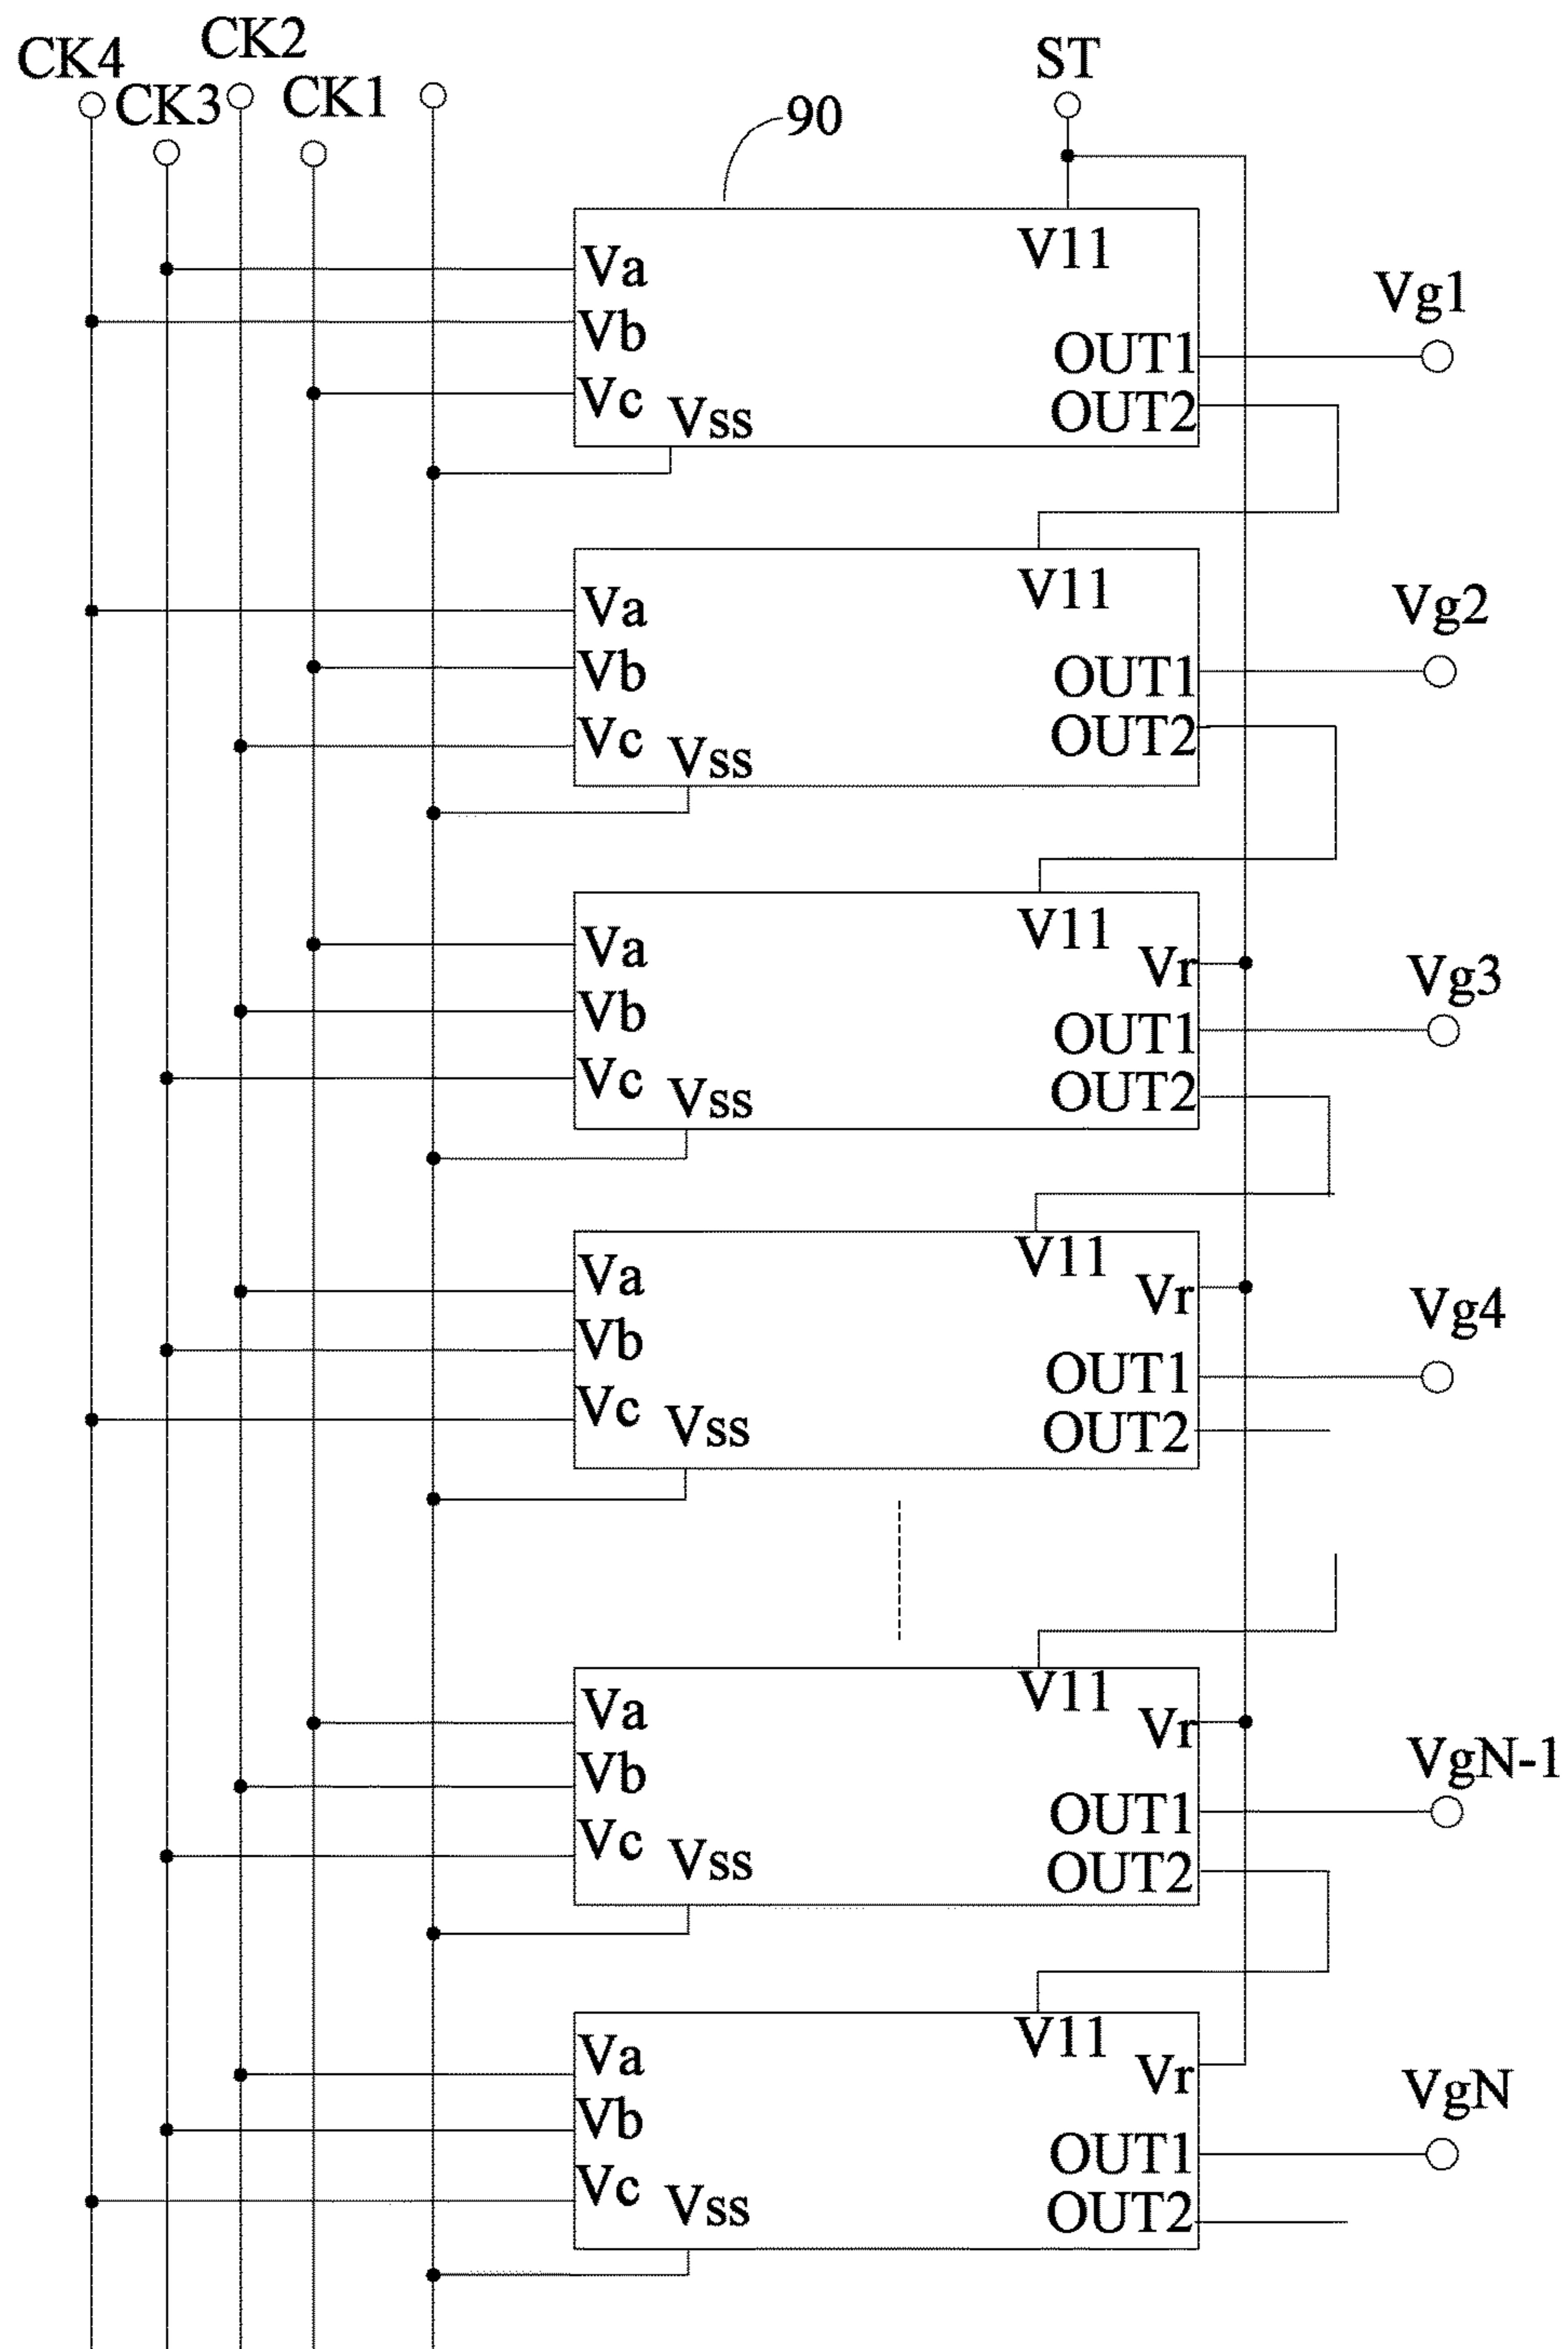 CK4
CK3
CK2
CK1
ST
90
V11
Va
Vb
Vc
Vss
OUT1
OUT2
Vg1
V11
Va
Vb
Vc
Vss
OUT1
OUT2
Vg2
V11
Va
Vb
Vc
Vss
Vr
OUT1
OUT2
Vg3
V11
Va
Vb
Vc
Vss
Vr
OUT1
OUT2
Vg4
V11
Va
Vb
Vc
Vss
Vr
OUT1
OUT2
VgN-1
V11
Va
Vb
Vc
Vss
Vr
OUT1
OUT2
VgN